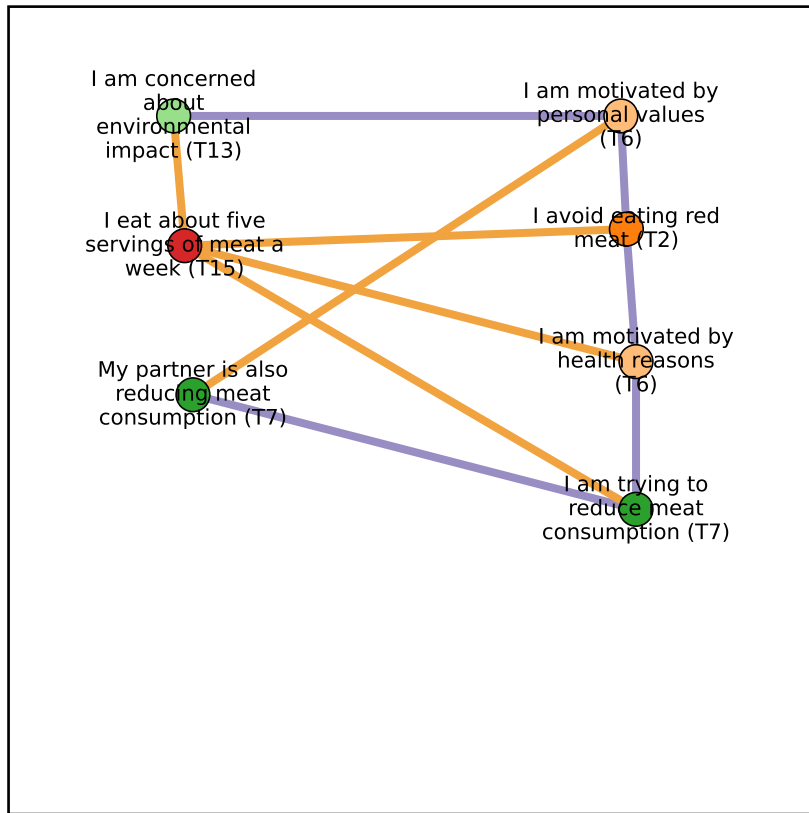 I am concerned
about
environmental
impact (T13)
I am motivated by
personal values
(T6)
I eat about five
servings of meat a
week (T15)
I avoid eating red
meat (T2)
I am motivated by
health reasons
(T6)
My partner is also
reducing meat
consumption (T7)
I am trying to
reduce meat
consumption (T7)